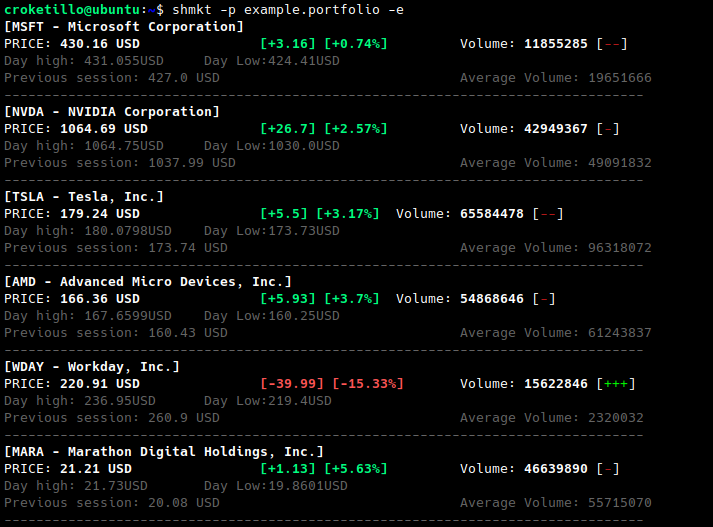 croketillo@ubuntu:~$ shmkt -p example.portfolio -e
[MSFT - Microsoft Corporation]
PRICE: 430.16 USD [+3.16] [+0.74%] Volume: 11855285 [--]
Day high: 431.055USD Day Low:424.41USD
Previous session: 427.0 USD Average Volume: 19651666
--------------------------------------------------------------------------------
[NVDA - NVIDIA Corporation]
PRICE: 1064.69 USD [+26.7] [+2.57%] Volume: 42949367 [-]
Day high: 1064.75USD Day Low:1030.0USD
Previous session: 1037.99 USD Average Volume: 49091832
--------------------------------------------------------------------------------
[TSLA - Tesla, Inc.]
PRICE: 179.24 USD [+5.5] [+3.17%] Volume: 65584478 [--]
Day high: 180.0798USD Day Low:173.73USD
Previous session: 173.74 USD Average Volume: 96318072
--------------------------------------------------------------------------------
[AMD - Advanced Micro Devices, Inc.]
PRICE: 166.36 USD [+5.93] [+3.7%] Volume: 54868646 [-]
Day high: 167.6599USD Day Low:160.25USD
Previous session: 160.43 USD Average Volume: 61243837
--------------------------------------------------------------------------------
[WDAY - Workday, Inc.]
PRICE: 220.91 USD [-39.99] [-15.33%] Volume: 15622846 [+++]
Day high: 236.95USD Day Low:219.4USD
Previous session: 260.9 USD Average Volume: 2320032
--------------------------------------------------------------------------------
[MARA - Marathon Digital Holdings, Inc.]
PRICE: 21.21 USD [+1.13] [+5.63%] Volume: 46639890 [-]
Day high: 21.73USD Day Low:19.8601USD
Previous session: 20.08 USD Average Volume: 55715070
--------------------------------------------------------------------------------